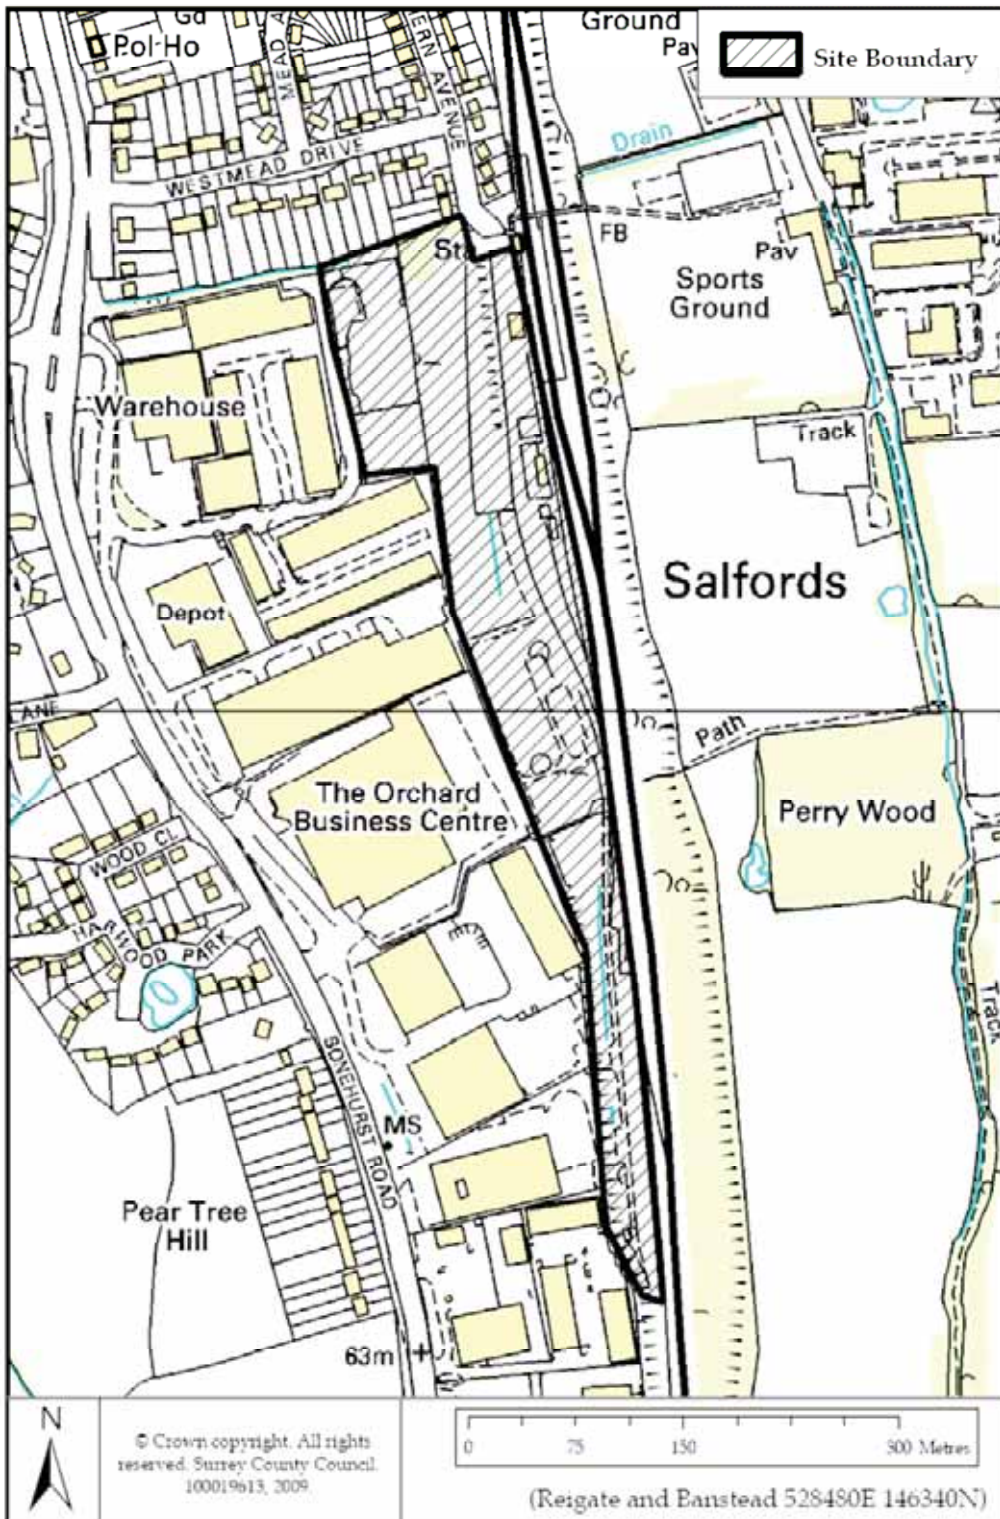 Gd
Pol Ho
MEAD A
ERN AVENUE
Ground
Pav
Site Boundary
Drain
WESTMEAD DRIVE
Sta
FB
Pav
Sports
Ground
Warehouse
Track
Salfords
Depot
LANE
Path
The Orchard
Business Centre
Perry Wood
WOOD CL
HARWOOD PARK
Track
SONEHURST ROAD
MS
Pear Tree
Hill
63m
N
© Crown copyright. All rights
reserved. Surrey County Council.
100019613, 2009.
0 75 150 300 Metres
(Reigate and Banstead 528480E 146340N)